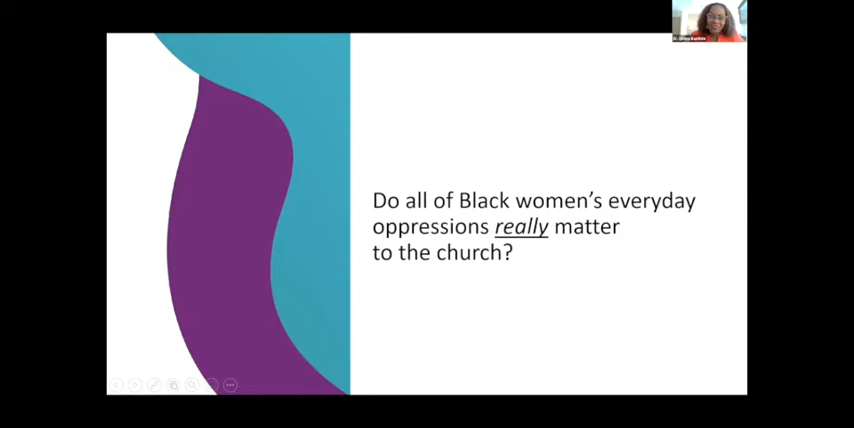 Do all of Black women's everyday
oppressions really matter
to the church?